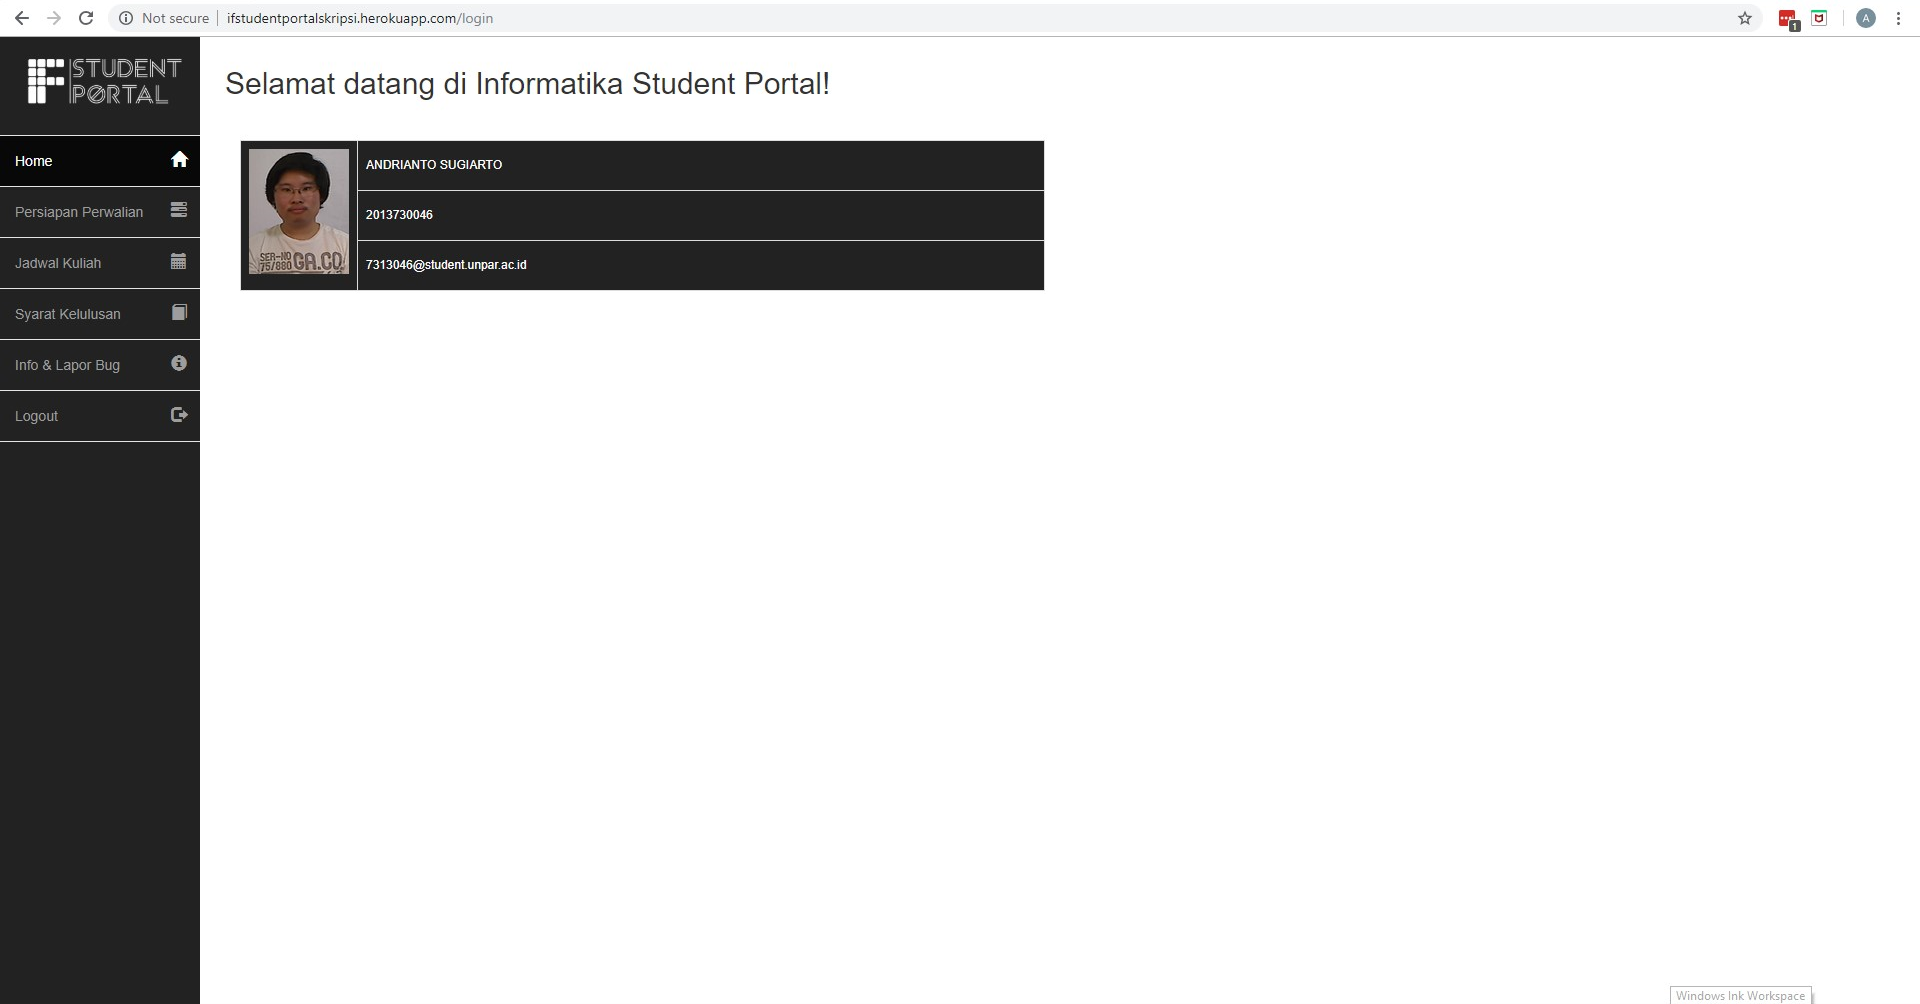 Not secure
ifstudentportalskripsi.herokuapp.com/login
1
A
IF STUDENT
PORTAL
Home
Persiapan Perwalian
Jadwal Kuliah
Syarat Kelulusan
Info & Lapor Bug
Logout
Selamat datang di Informatika Student Portal!
SER-NO
75/880 GA.CO.
ANDRIANTO SUGIARTO
2013730046
7313046@student.unpar.ac.id
Windows Ink Workspace